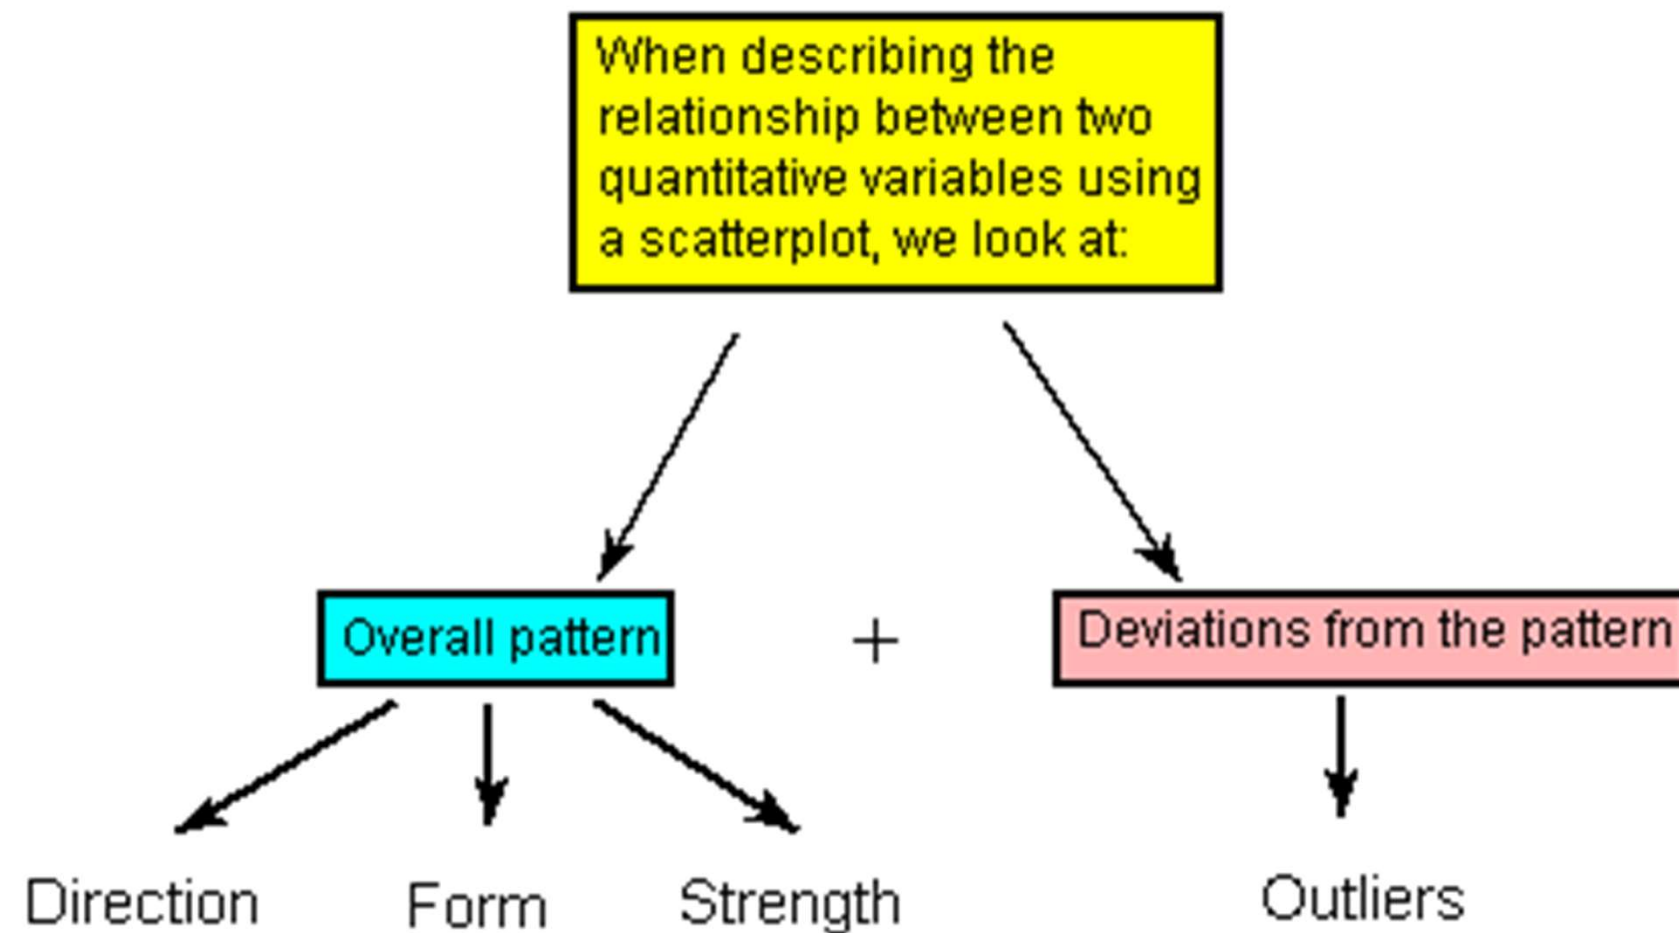 When describing the
relationship between two
quantitative variables using
a scatterplot, we look at:
Overall pattern
+
Deviations from the pattern
Direction
Form
Strength
Outliers